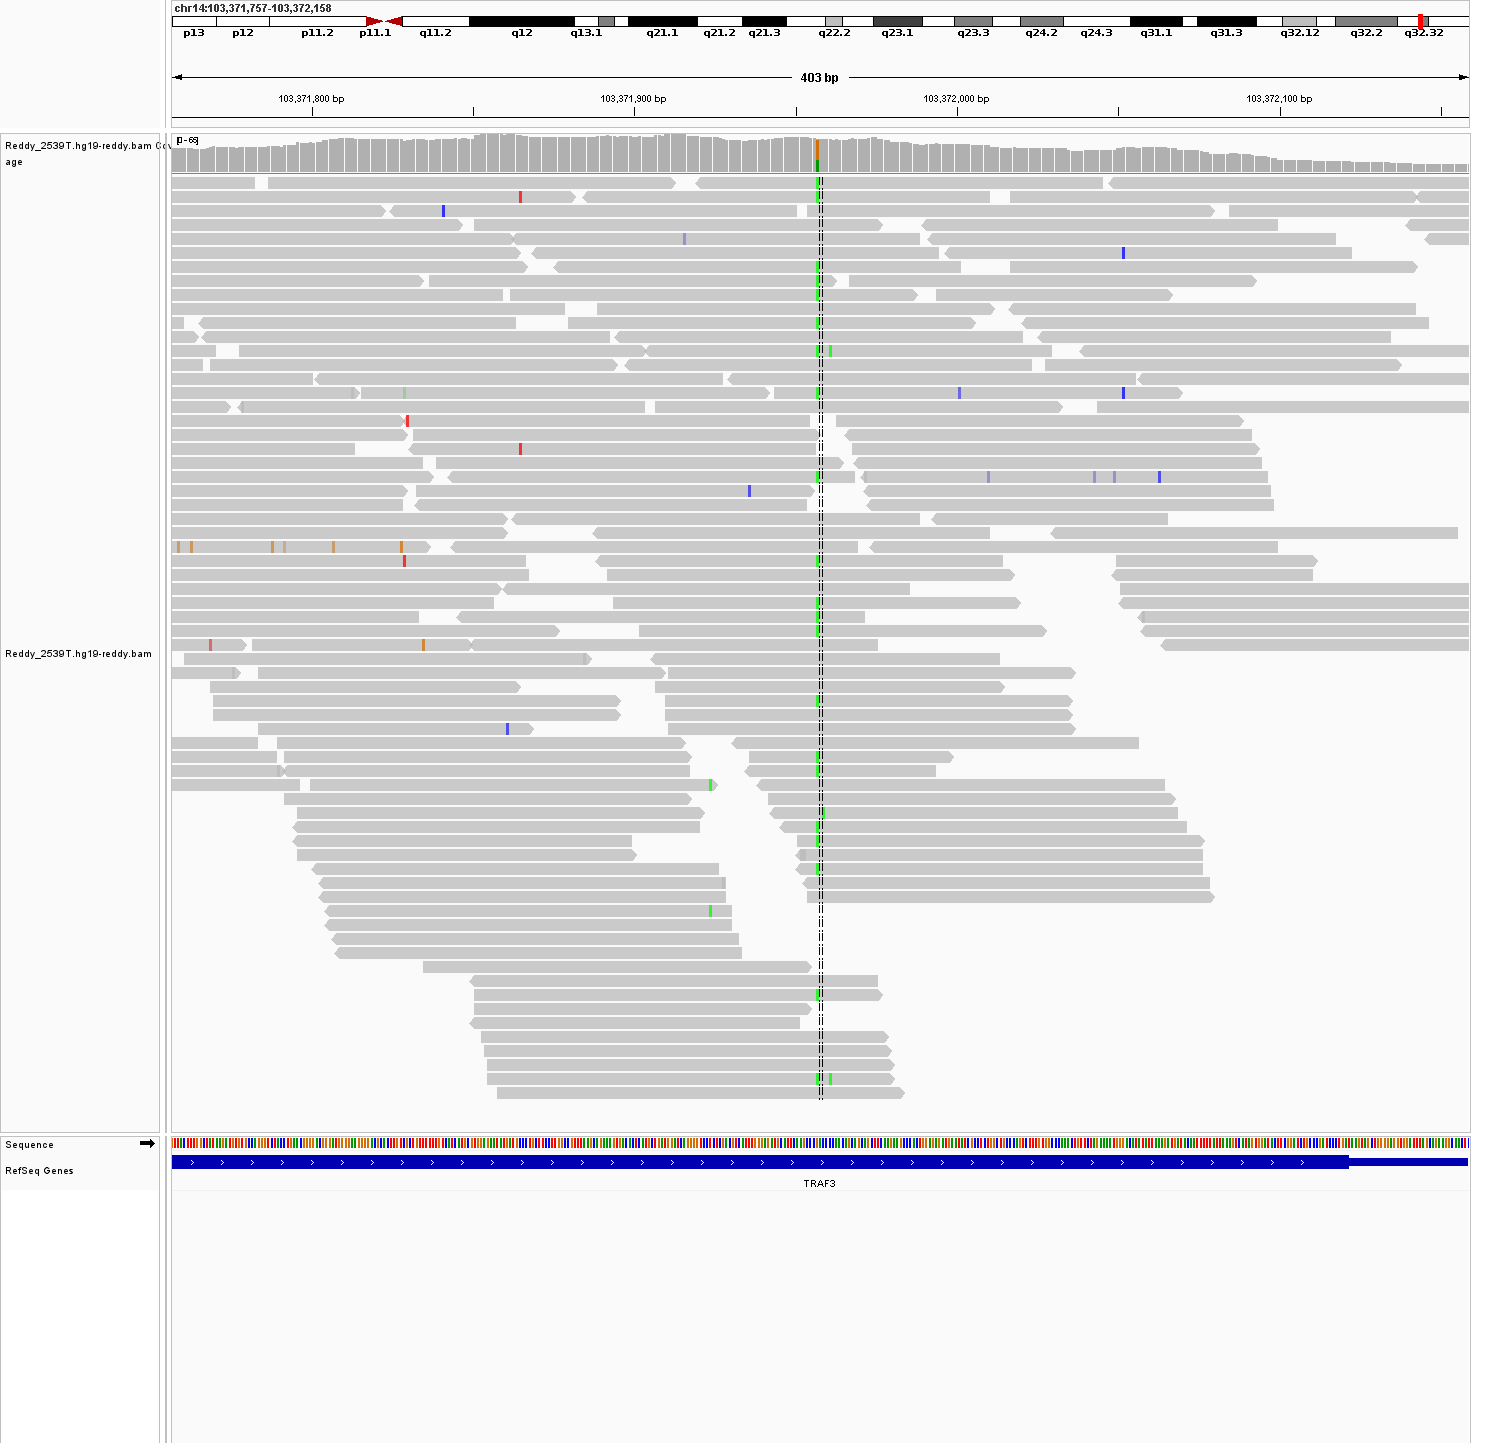 chr14:103,371,757-103,372,158
p13 p12 p11.2 p11.1 q11.2 q12 q13.1 q21.1 q21.2 q21.3 q22.2 q23.1 q23.3 q24.2 q24.3 q31.1 q31.3 q32.12 q32.2 q32.32
403 bp
103,371,800 bp 103,371,900 bp 103,372,000 bp 103,372,100 bp
[0-69]
Reddy_2539T.hg19-reddy.bam Cov
age
Reddy_2539T.hg19-reddy.bam
Sequence
RefSeq Genes
TRAF3